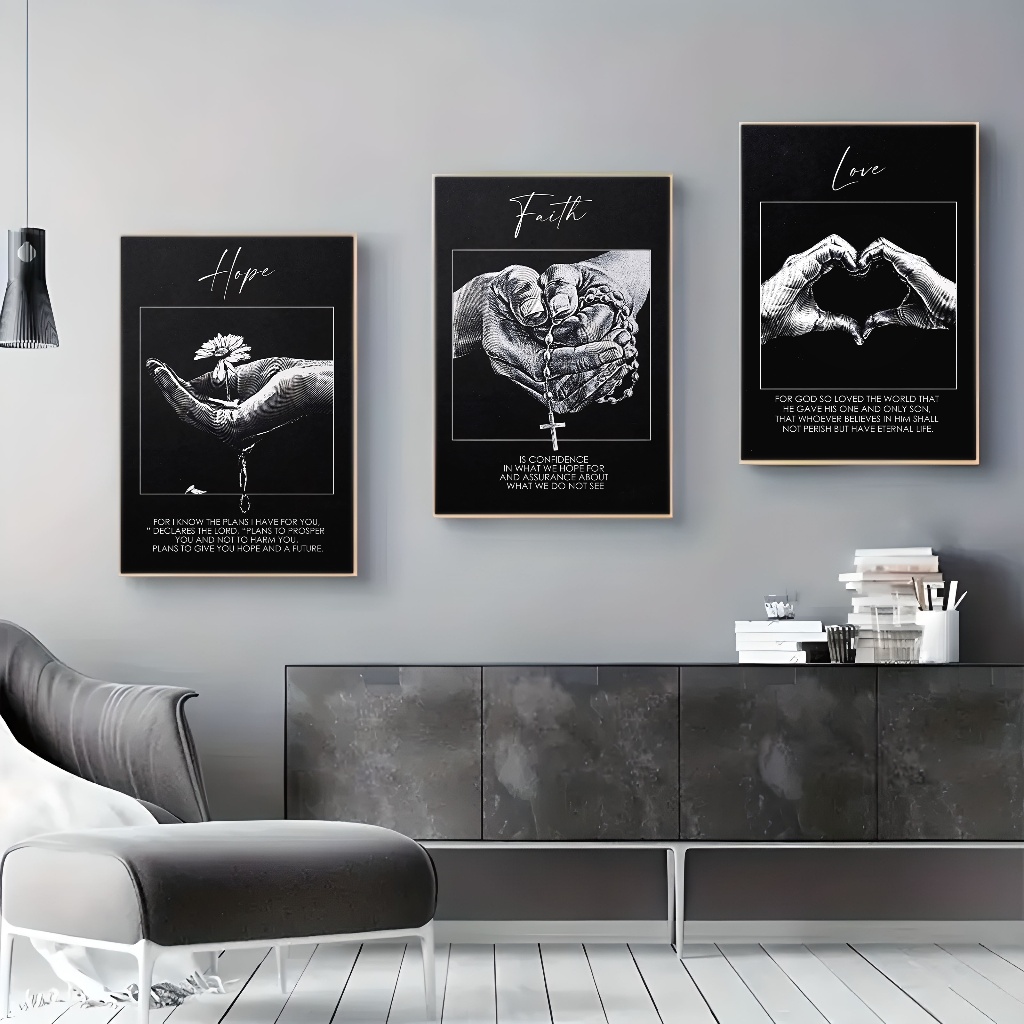 Hope
FOR I KNOW THE PLANS I HAVE FOR YOU,
" DECLARES THE LORD, "PLANS TO PROSPER
YOU AND NOT TO HARM YOU,
PLANS TO GIVE YOU HOPE AND A FUTURE.
Faith
IS CONFIDENCE
IN WHAT WE HOPE FOR
AND ASSURANCE ABOUT
WHAT WE DO NOT SEE
Love
FOR GOD SO LOVED THE WORLD THAT
HE GAVE HIS ONE AND ONLY SON,
THAT WHOEVER BELIEVES IN HIM SHALL
NOT PERISH BUT HAVE ETERNAL LIFE.